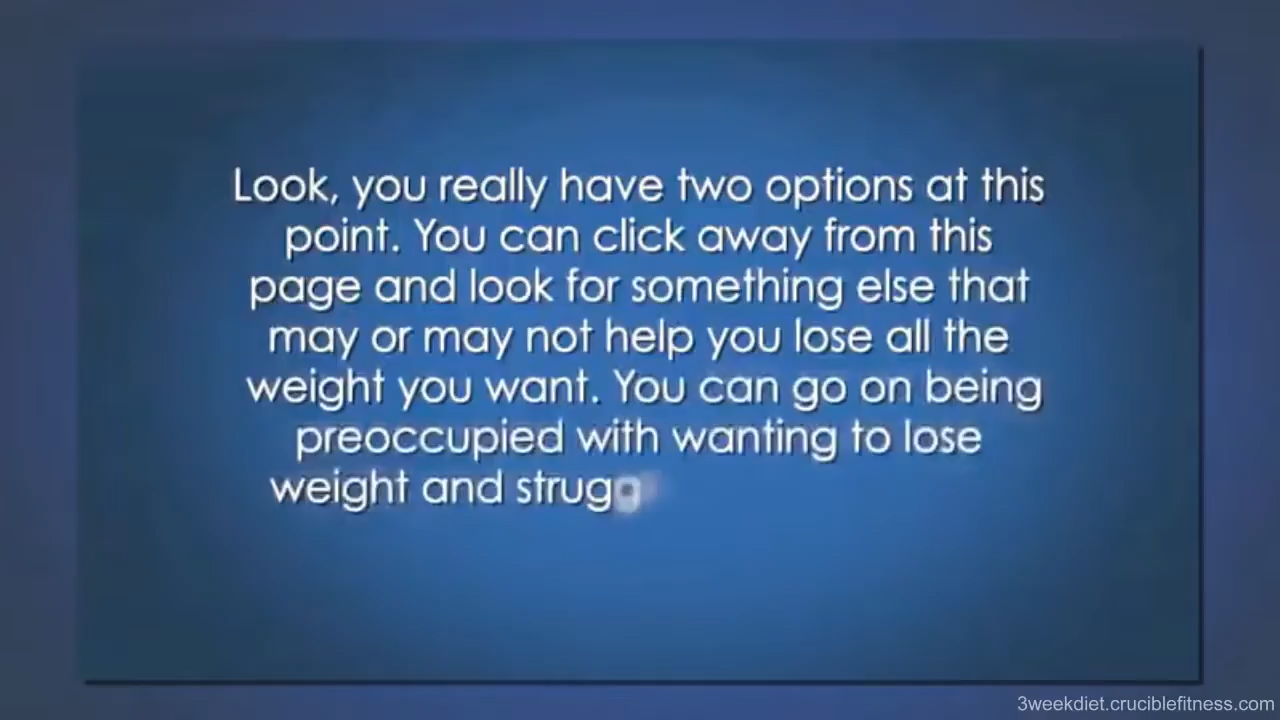 Look, you really have two options at this
point. You can click away from this
page and look for something else that
may or may not help you lose all the
weight you want. You can go on being
preoccupied with wanting to lose
weight and strugg
3weekdiet.cruciblefitness.com